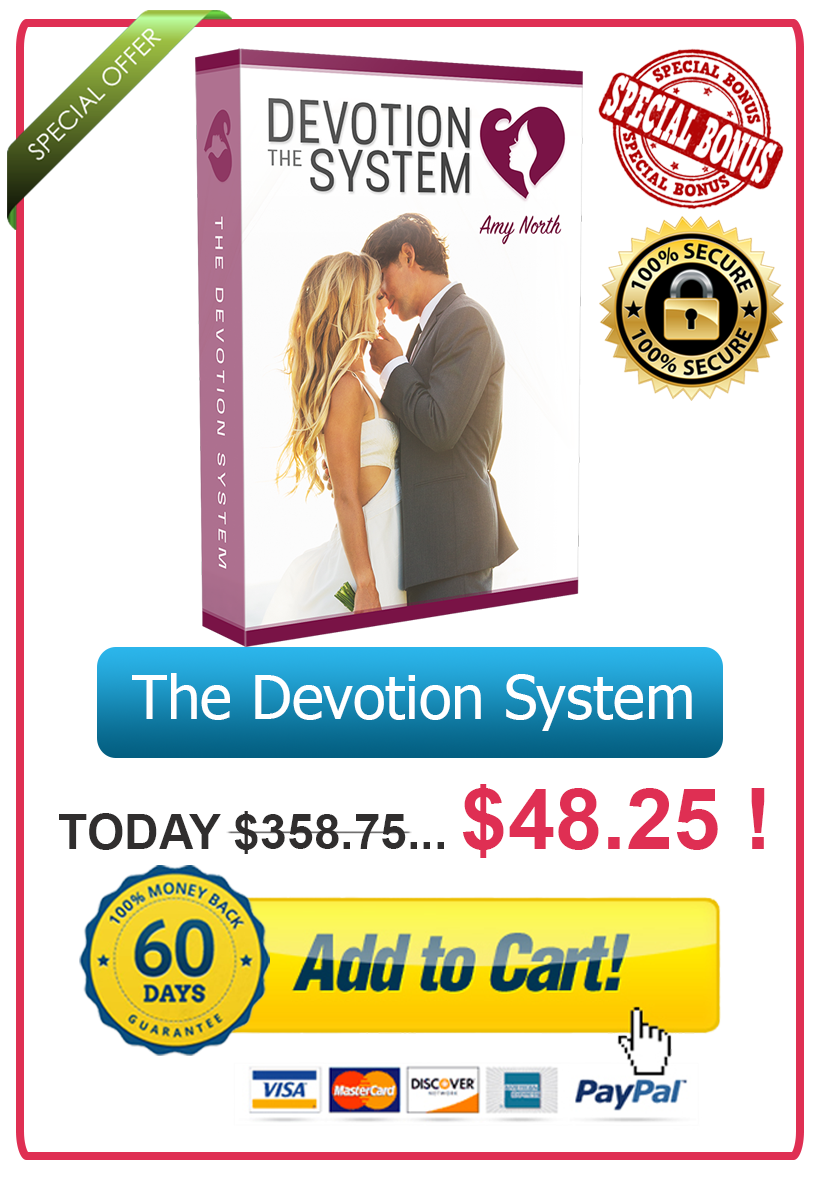 SPECIAL OFFER
DEVOTION
THE SYSTEM
Amy North
THE DEVOTION SYSTEM
SPECIAL BONUS
SPECIAL BONUS
SPECIAL BONUS
100% SECURE
100% SECURE
The Devotion System
TODAY $358.75... $48.25 !
100% MONEY BACK
60
DAYS
GUARANTEE
Add to Cart!
VISA
MasterCard
DISCOVER
NETWORK
PayPal